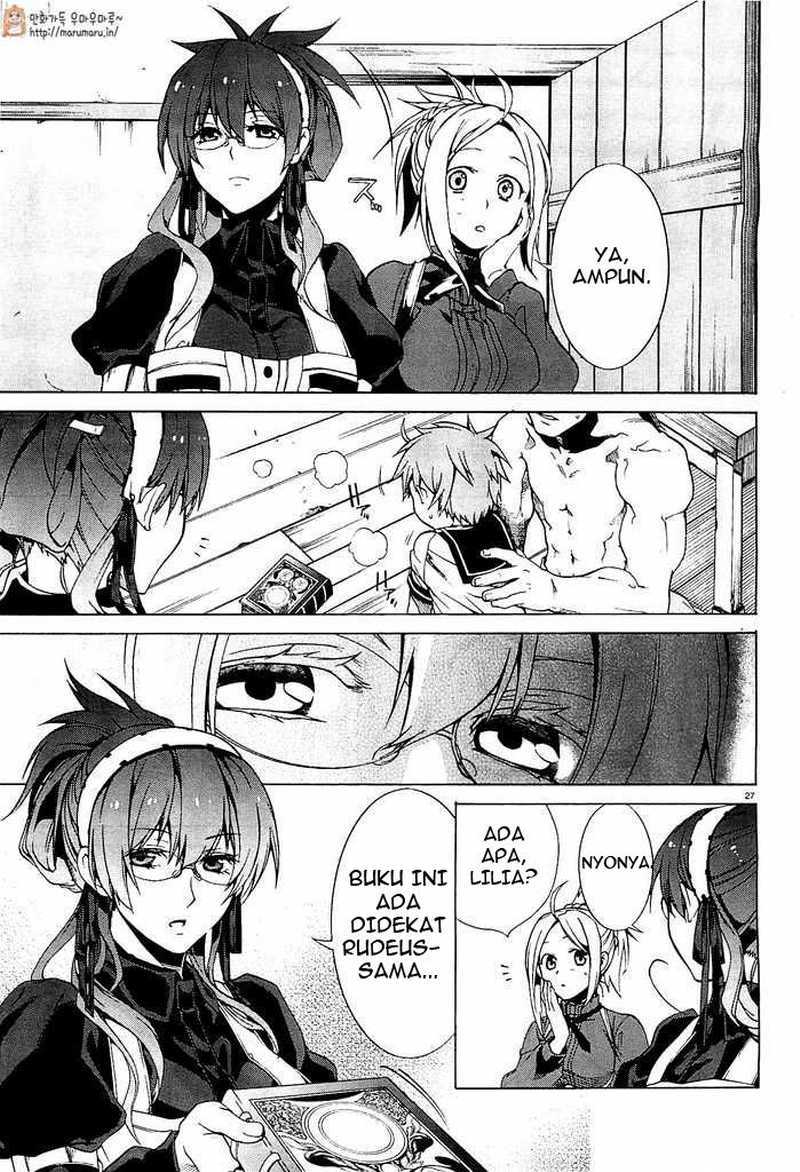 만화가득 우마우마루~
http://marumaru.in/
YA,
AMPUN.
27
NYONYA
ADA
APA,
LILIA?
BUKU INI
ADA
DIDEKAT
RUDEUS-
SAMA...